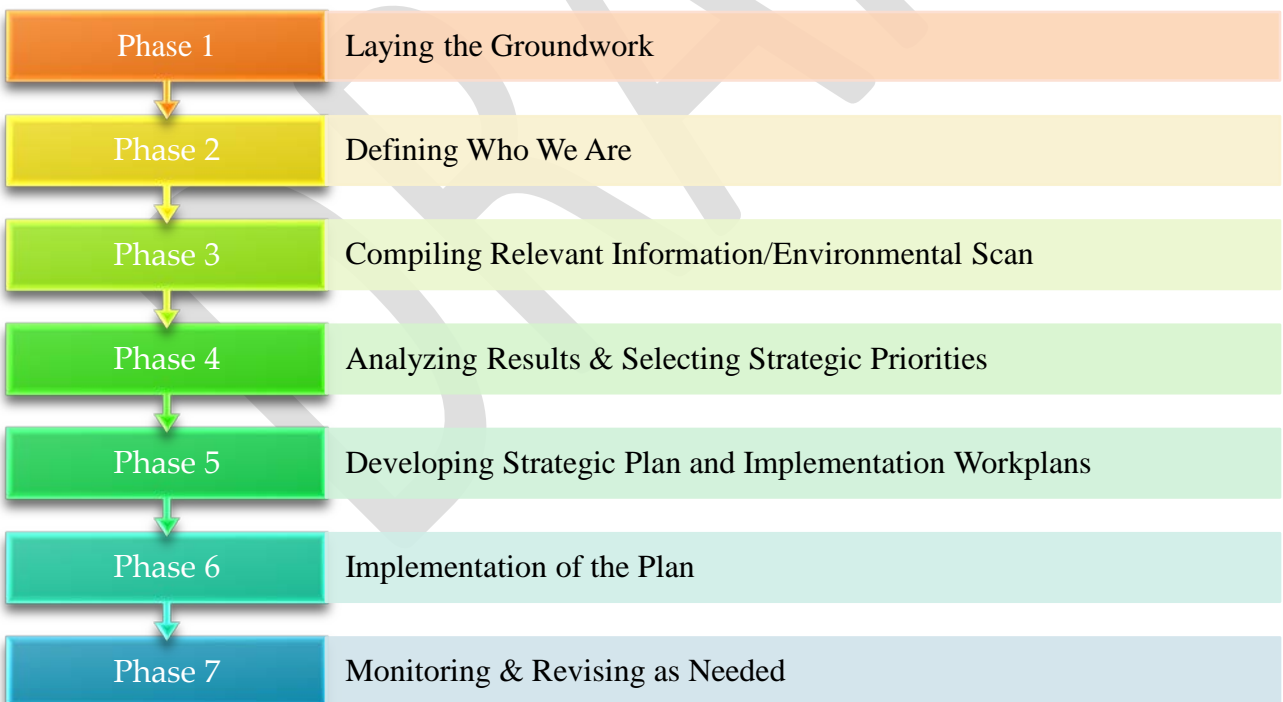 Phase 1 Laying the Groundwork
Phase 2 Defining Who We Are
Phase 3 Compiling Relevant Information/Environmental Scan
Phase 4 Analyzing Results & Selecting Strategic Priorities
Phase 5 Developing Strategic Plan and Implementation Workplans
Phase 6 Implementation of the Plan
Phase 7 Monitoring & Revising as Needed